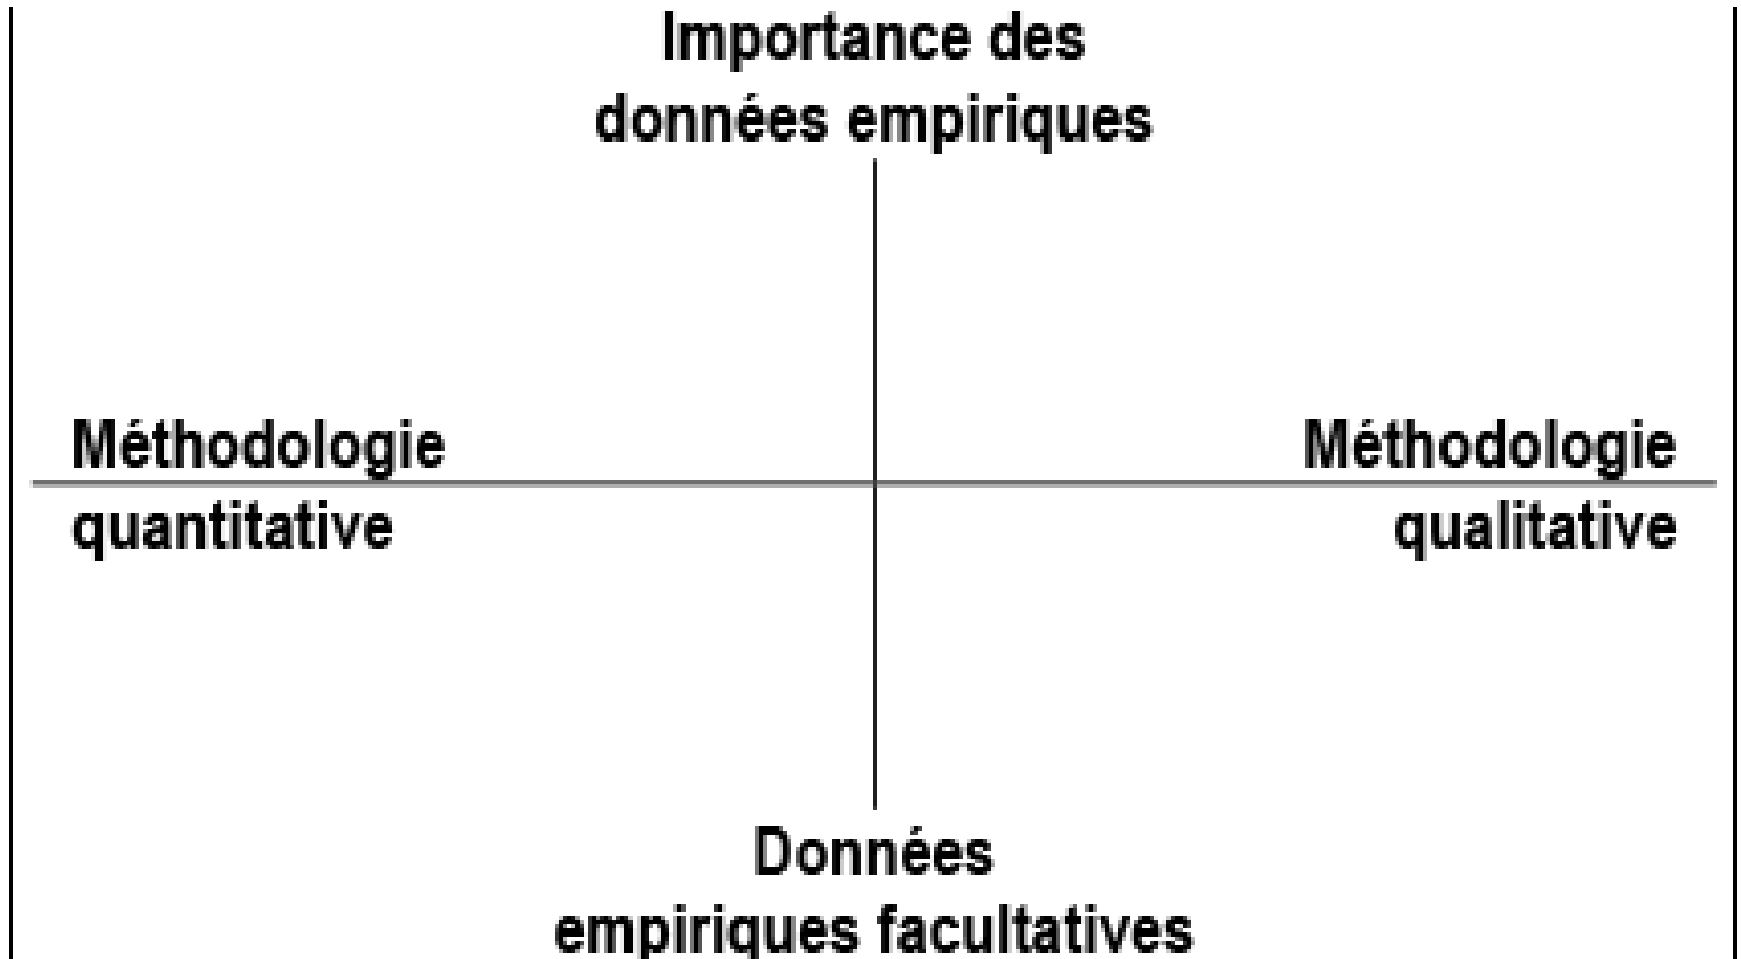 Importance des
données empiriques
Méthodologie
quantitative
Méthodologie
qualitative
Données
empiriques facultatives